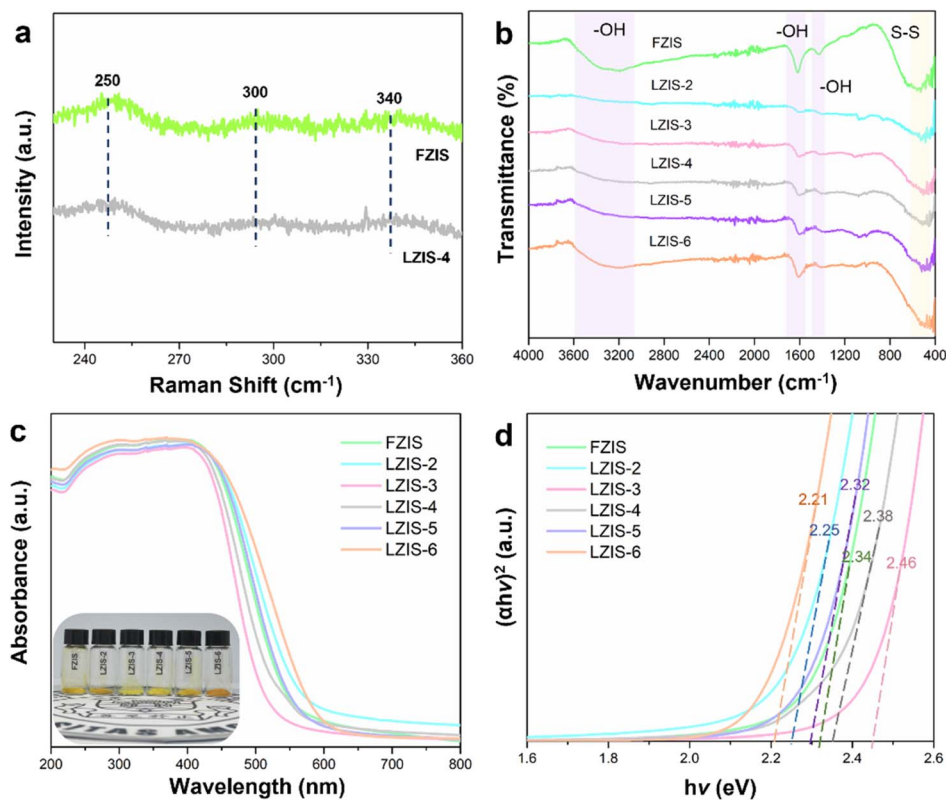 a
Intensity (a.u.)
250
300
340
FZIS
LZIS-4
240
270
300
330
360
Raman Shift (cm⁻¹)
b
Transmittance (%)
-OH
-OH
-OH
S-S
FZIS
LZIS-2
LZIS-3
LZIS-4
LZIS-5
LZIS-6
4000 3600 3200 2800 2400 2000 1600 1200 800 400
Wavenumber (cm⁻¹)
c
Absorbance (a.u.)
FZIS
LZIS-2
LZIS-3
LZIS-4
LZIS-5
LZIS-6
FZIS
LZIS-2
LZIS-3
LZIS-4
LZIS-5
LZIS-6
200 300 400 500 600 700 800
Wavelength (nm)
d
(αhν)²  (a.u.)
FZIS
LZIS-2
LZIS-3
LZIS-4
LZIS-5
LZIS-6
2.21
2.25
2.32
2.34
2.38
2.46
1.6 1.8 2.0 2.2 2.4 2.6
hν (eV)